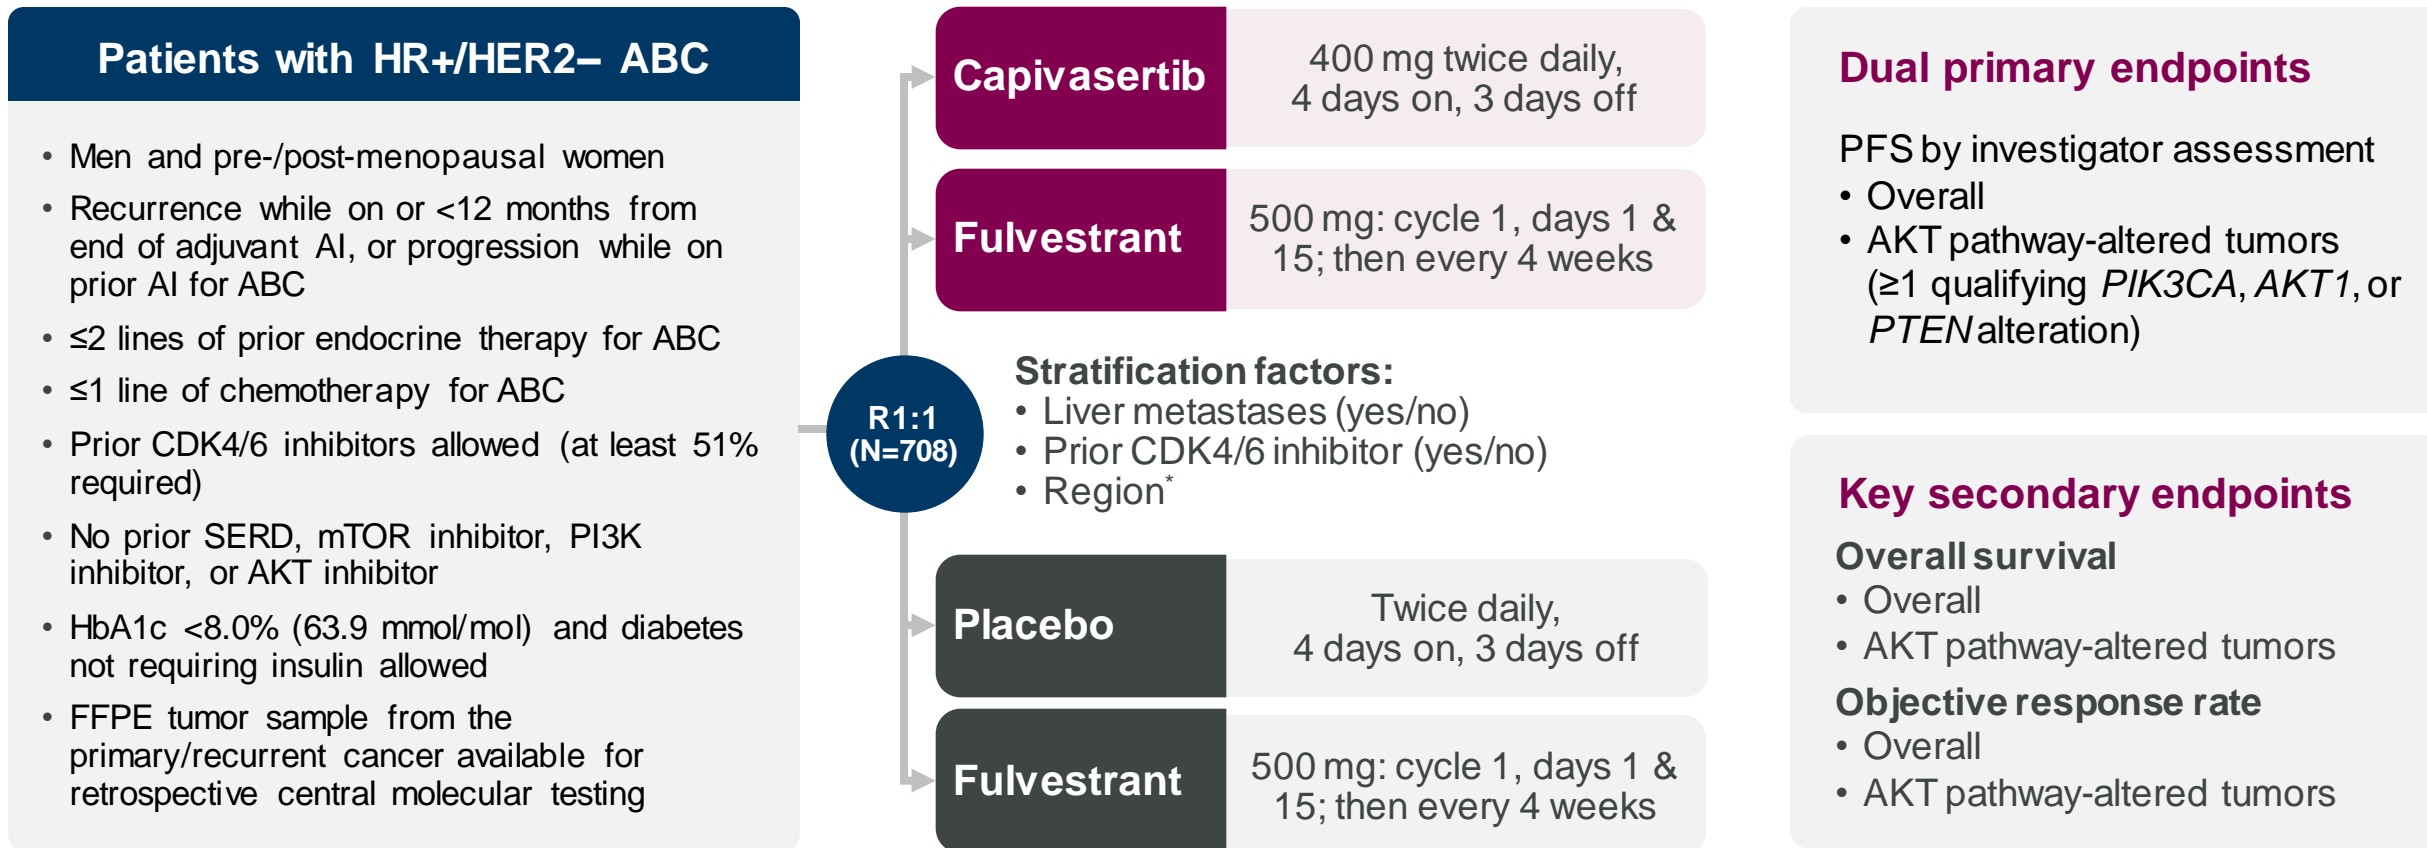 Patients with HR+/HER2– ABC
• Men and pre-/post-menopausal women
• Recurrence while on or <12 months from
end of adjuvant AI, or progression while on
prior AI for ABC
• ≤2 lines of prior endocrine therapy for ABC
• ≤1 line of chemotherapy for ABC
• Prior CDK4/6 inhibitors allowed (at least 51%
required)
• No prior SERD, mTOR inhibitor, PI3K
inhibitor, or AKT inhibitor
• HbA1c <8.0% (63.9 mmol/mol) and diabetes
not requiring insulin allowed
• FFPE tumor sample from the
primary/recurrent cancer available for
retrospective central molecular testing
R1:1
(N=708)
Capivasertib
400 mg twice daily,
4 days on, 3 days off
Fulvestrant
500 mg: cycle 1, days 1 &
15; then every 4 weeks
Stratification factors:
• Liver metastases (yes/no)
• Prior CDK4/6 inhibitor (yes/no)
• Region*
Placebo
Twice daily,
4 days on, 3 days off
Fulvestrant
500 mg: cycle 1, days 1 &
15; then every 4 weeks
Dual primary endpoints
PFS by investigator assessment
• Overall
• AKT pathway-altered tumors
(≥1 qualifying PIK3CA, AKT1, or
PTEN alteration)
Key secondary endpoints
Overall survival
• Overall
• AKT pathway-altered tumors
Objective response rate
• Overall
• AKT pathway-altered tumors